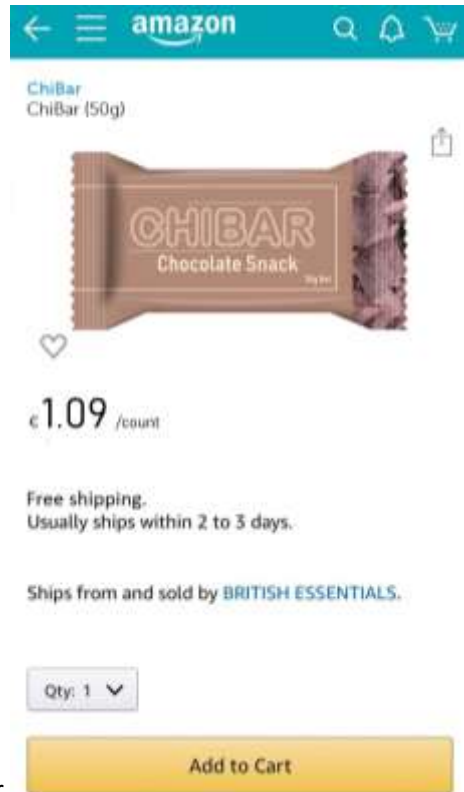 amazon
ChiBar
ChiBar (50g)
CHIBAR
Chocolate Snack
€1.09 /count
Free shipping.
Usually ships within 2 to 3 days.
Ships from and sold by BRITISH ESSENTIALS.
Qty: 1
Add to Cart